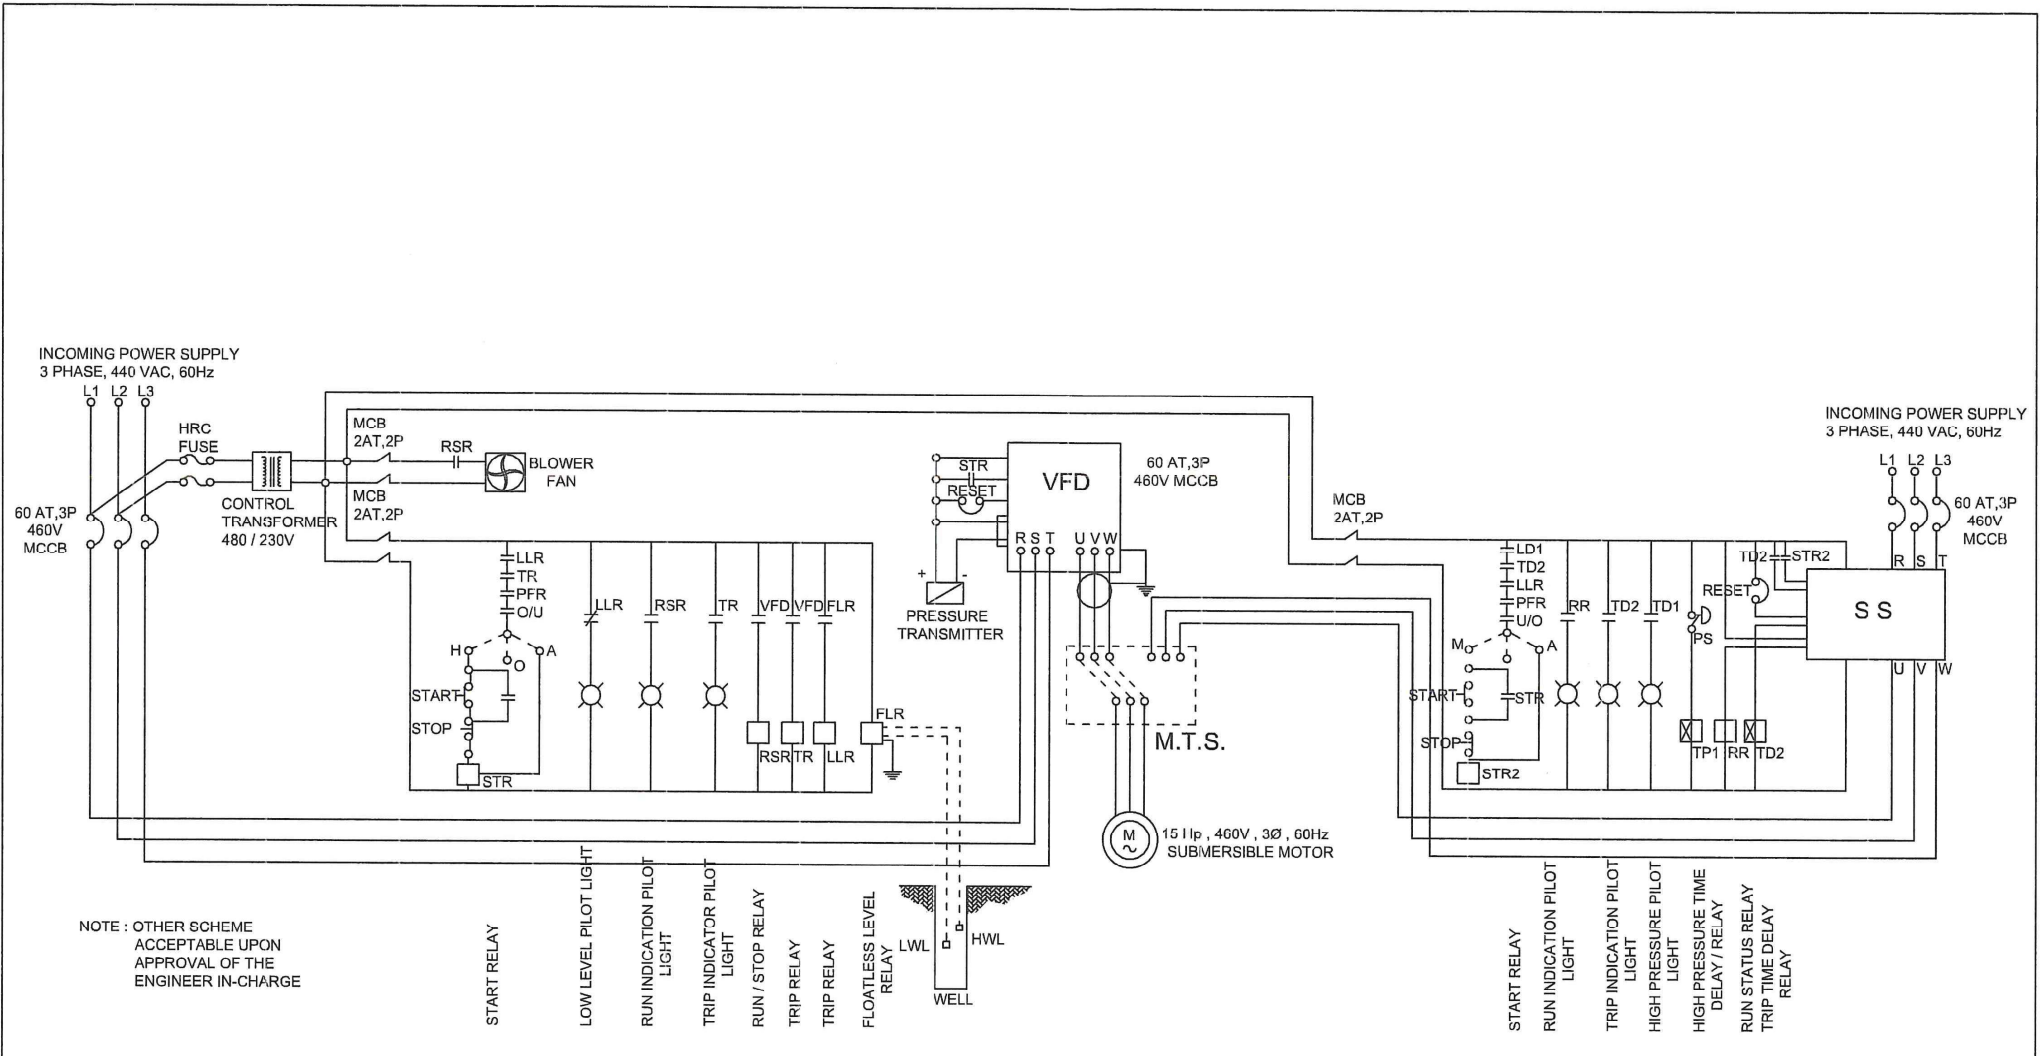 INCOMING POWER SUPPLY
3 PHASE, 440 VAC, 60Hz
L1 L2 L3
HRC
FUSE
60 AT,3P
460V
MCCB
CONTROL
TRANSFORMER
480 / 230V
MCB
2AT,2P
MCB
2AT,2P
RSR
BLOWER
FAN
LLR
TR
PFR
O/U
H
O
A
START
STOP
STR
LLR
RSR
TR
VFD
VFD
FLR
RSR
TR
LLR
FLR
STR
RESET
VFD
R S T
U V W
60 AT,3P
460V MCCB
+
-
PRESSURE
TRANSMITTER
M.T.S.
M
~
15 Hp , 460V , 3Ø , 60Hz
SUBMERSIBLE MOTOR
LWL
HWL
WELL
MCB
2AT,2P
LD1
TD2
LLR
PFR
U/O
M
A
START
STR
STOP
STR2
RR
TD2
TD1
PS
TP1
RR
TD2
TD2
STR2
RESET
S S
R S T
U V W
INCOMING POWER SUPPLY
3 PHASE, 440 VAC, 60Hz
L1 L2 L3
60 AT,3P
460V
MCCB
NOTE : OTHER SCHEME
ACCEPTABLE UPON
APPROVAL OF THE
ENGINEER IN-CHARGE
START RELAY
LOW LEVEL PILOT LIGHT
RUN INDICATION PILOT
LIGHT
TRIP INDICATOR PILOT
LIGHT
RUN / STOP RELAY
TRIP RELAY
TRIP RELAY
FLOATLESS LEVEL
RELAY
START RELAY
RUN INDICATION PILOT
LIGHT
TRIP INDICATION PILOT
LIGHT
HIGH PRESSURE PILOT
LIGHT
HIGH PRESSURE TIME
DELAY / RELAY
RUN STATUS RELAY
TRIP TIME DELAY
RELAY